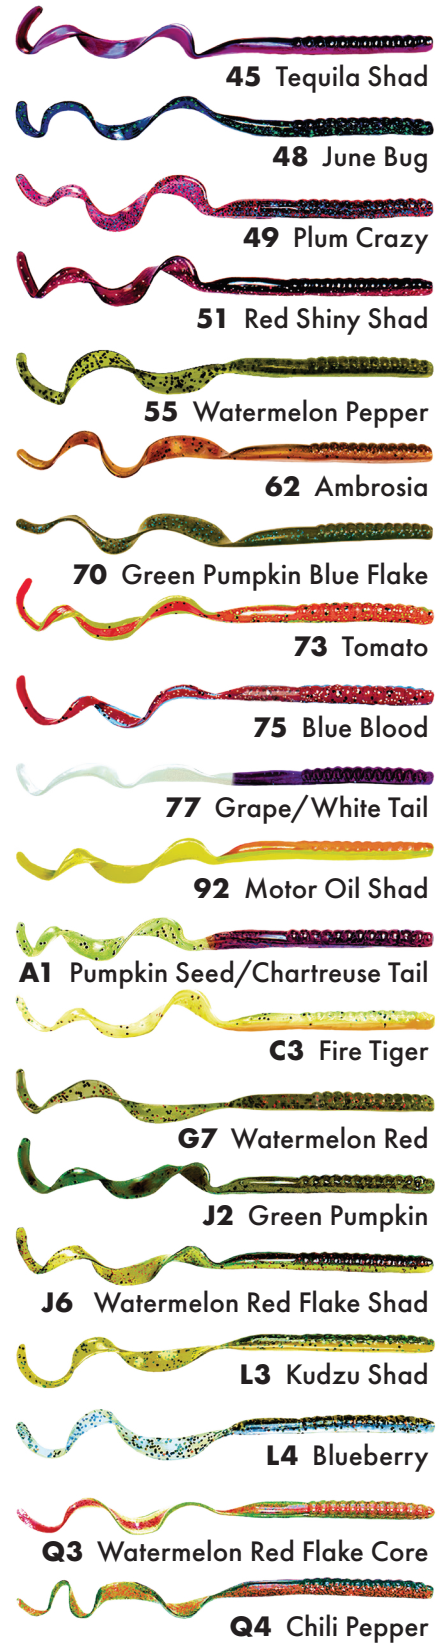 45 Tequila Shad
48 June Bug
49 Plum Crazy
51 Red Shiny Shad
55 Watermelon Pepper
62 Ambrosia
70 Green Pumpkin Blue Flake
73 Tomato
75 Blue Blood
77 Grape/White Tail
92 Motor Oil Shad
A1 Pumpkin Seed/Chartreuse Tail
C3 Fire Tiger
G7 Watermelon Red
J2 Green Pumpkin
J6 Watermelon Red Flake Shad
L3 Kudzu Shad
L4 Blueberry
Q3 Watermelon Red Flake Core
Q4 Chili Pepper